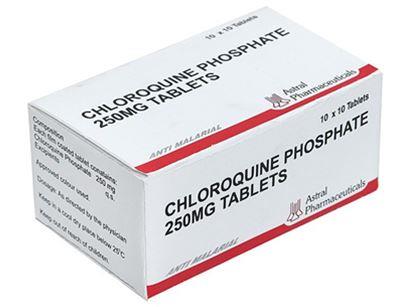 10 x 10 Tablets
CHLOROQUINE PHOSPHATE
250MG TABLETS
Astral
Pharmaceuticals
ANTI MALARIAL
Composition
Each film coated tablet conatains:
Chloroquine Phosphate 250 mg
Excipients q.s.
Approved colour used.
Dosage: As directed by the physician
Keep in a cool dry place below 25°C
Keep out of reach of children.
10 x 10 Tablets
CHLOROQUINE PHOSPHATE
250MG TABLETS
Astral
Pharmaceuticals
ANTI MALARIAL